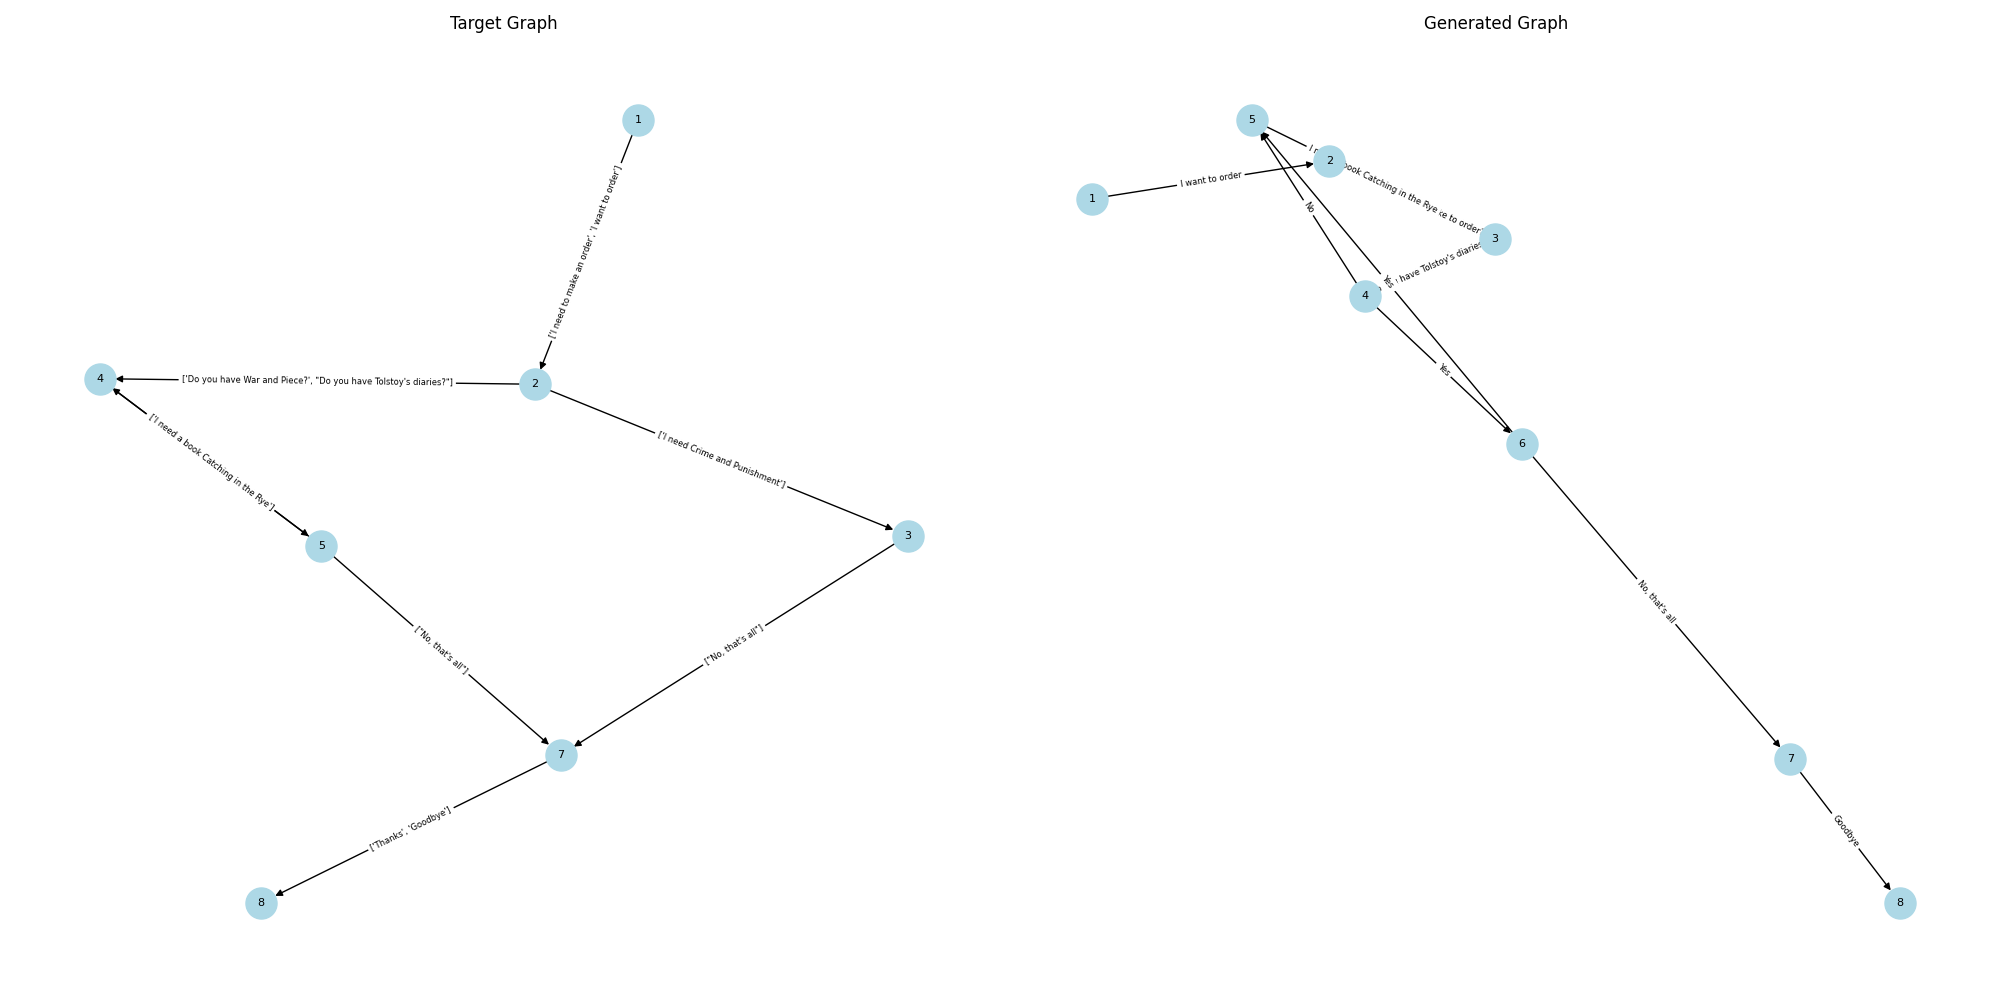 Target Graph
1
['I need to make an order', 'I want to order']
4
['Do you have War and Piece?', "Do you have Tolstoy's diaries?"]
2
['I need a book Catching in the Rye']
['I need Crime and Punishment']
5
3
["No, that's all"]
["No, that's all"]
7
['Thanks', 'Goodbye']
8
Generated Graph
5
2
1
I want to order
book Catching in the Rye
to order
No
3
have Tolstoy's diaries
Yes
4
Yes
6
No, that's all
7
Goodbye
8